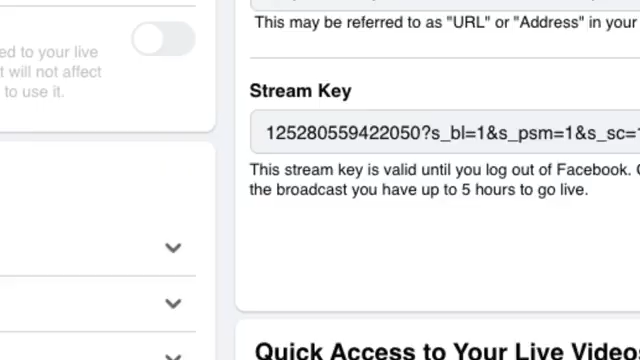 This may be referred to as "URL" or "Address" in your
ed to your live
t will not affect
to use it.
Stream Key
125280559422050?s_bl=1&s_psm=1&s_sc=
This stream key is valid until you log out of Facebook.
the broadcast you have up to 5 hours to go live.
Quick Access to Your Live Video